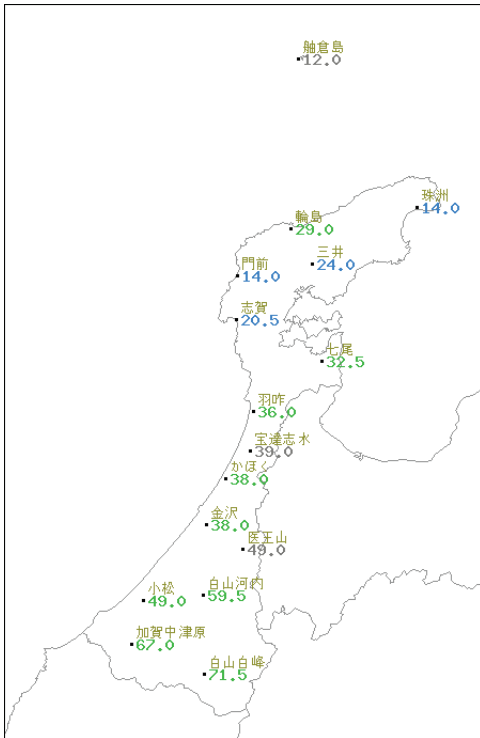 舳倉島
12.0
珠洲
14.0
輪島
29.0
三井
24.0
門前
14.0
志賀
20.5
七尾
32.5
羽咋
36.0
宝達志水
39.0
かほく
38.0
金沢
38.0
医王山
49.0
白山河内
59.5
小松
49.0
加賀中津原
67.0
白山白峰
71.5